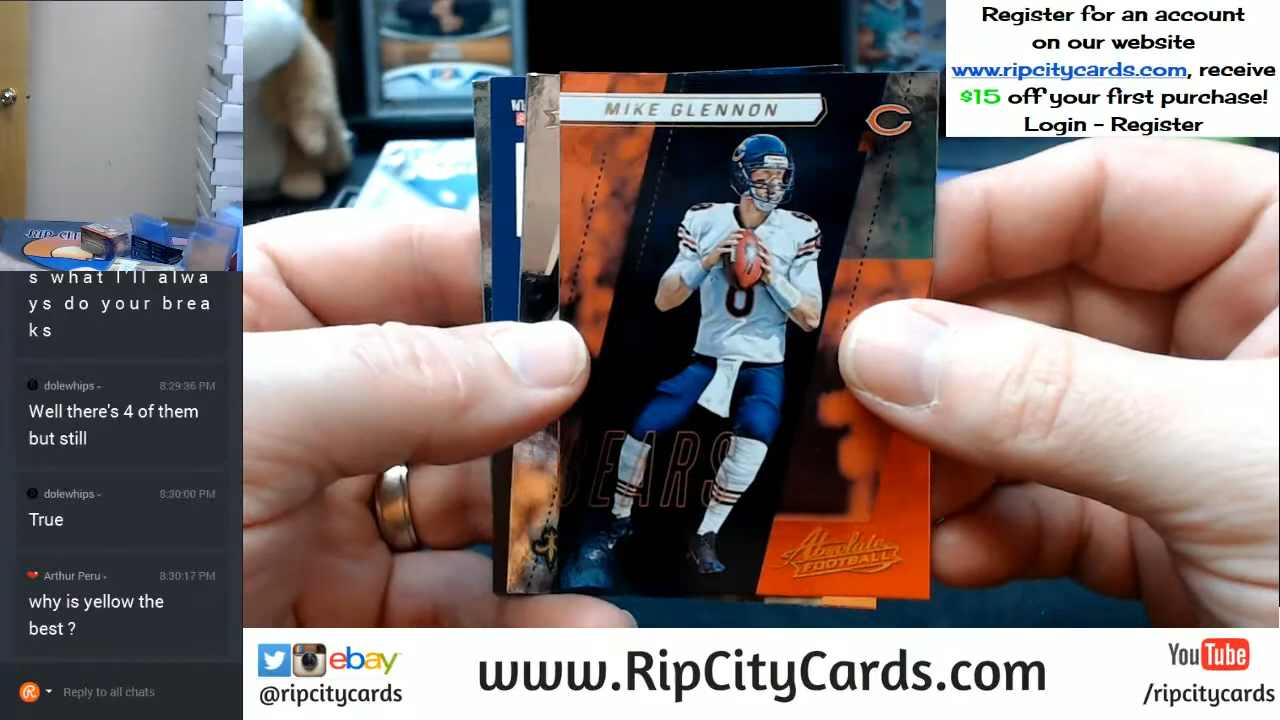 Register for an account
on our website
www.ripcitycards.com, receive
$15 off your first purchase!
Login - Register
MIKE GLENNON
C
8
BEARS
Absolute
FOOTBALL
RIP CI
s what I'll alwa
ys do your brea
ks
dolewhips
8:29:36 PM
Well there's 4 of them
but still
dolewhips
8:30:00 PM
True
Arthur Peru
8:30:17 PM
why is yellow the
best ?
Reply to all chats
ebay
@ripcitycards
www.RipCityCards.com
YouTube
/ripcitycards